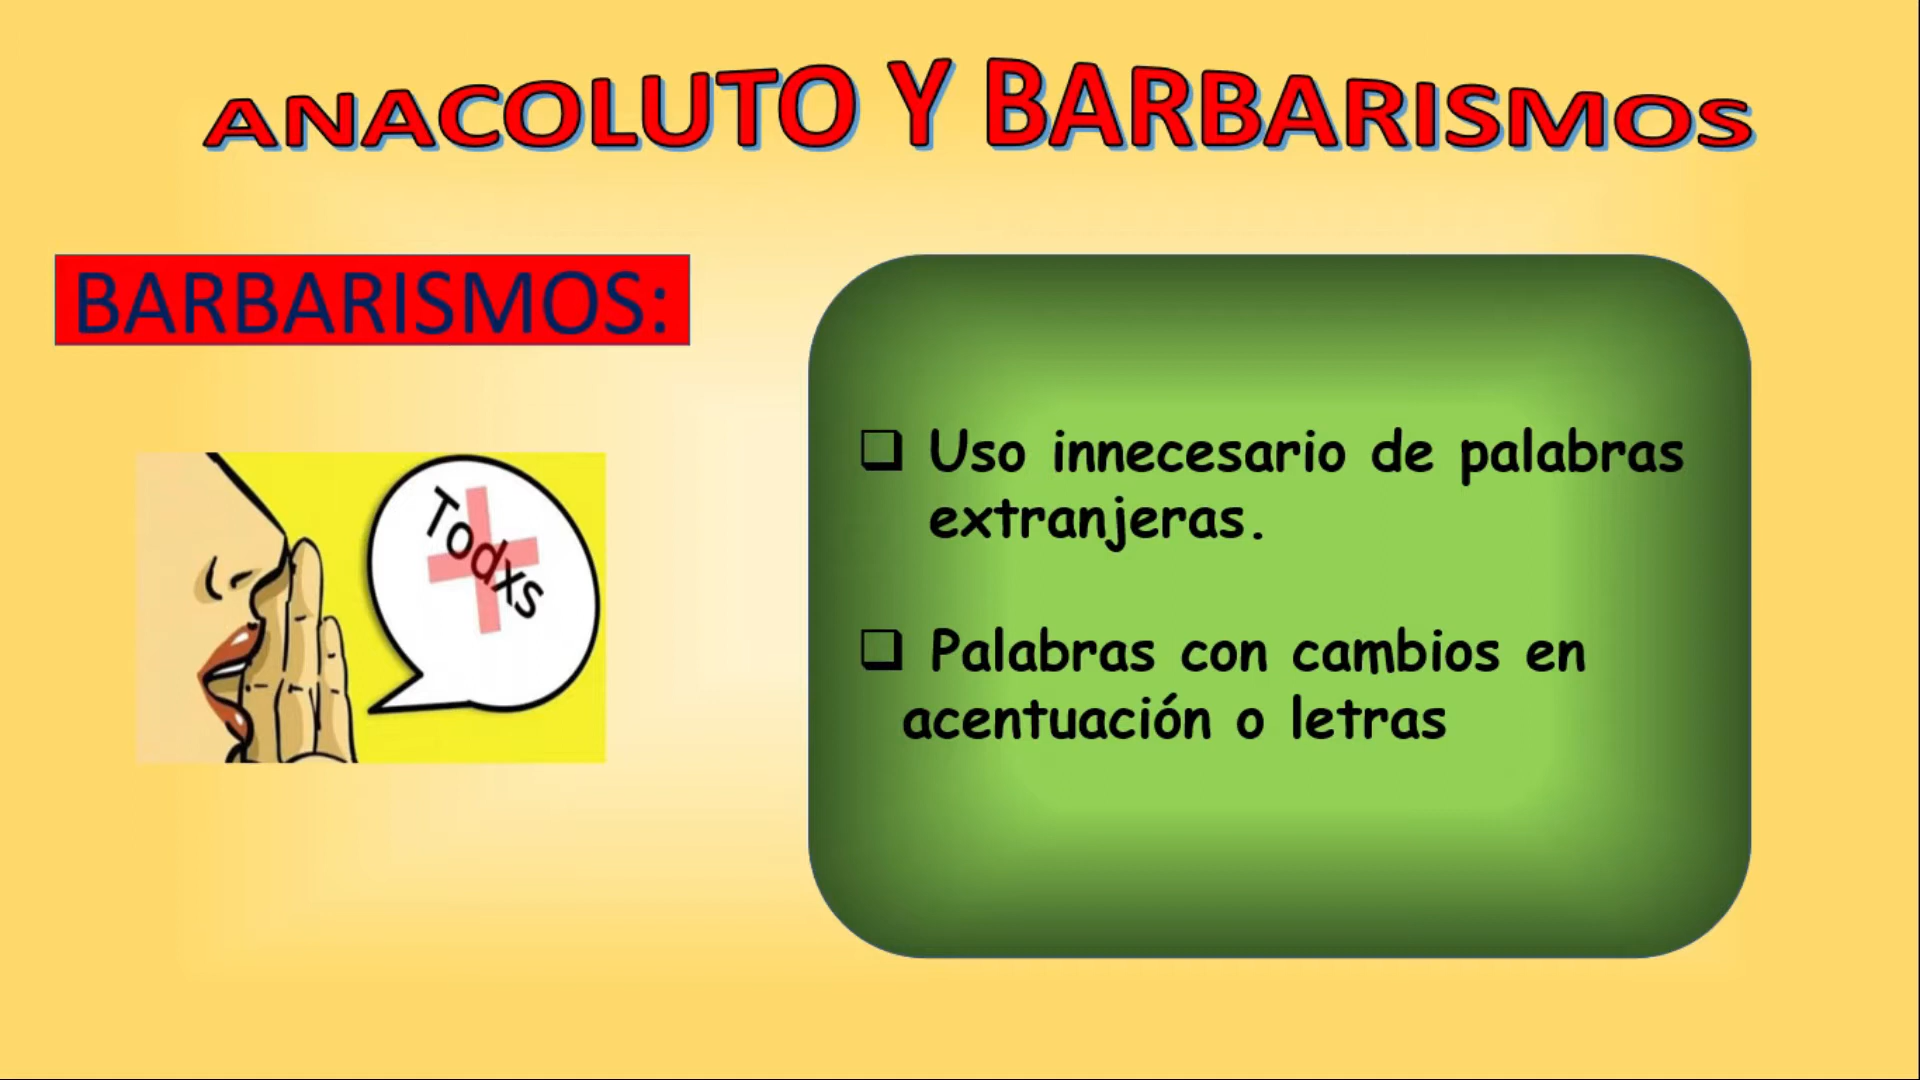 ANACOLUTO Y BARBARISMOS
BARBARISMOS:
Todxs
❑ Uso innecesario de palabras
extranjeras.
❑ Palabras con cambios en
acentuación o letras